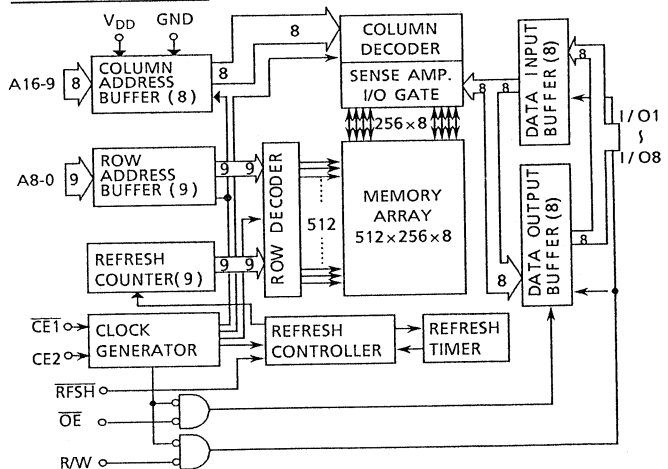 VDD GND
A16-9
8
COLUMN
ADDRESS
BUFFER (8)
8
8
COLUMN
DECODER
SENSE AMP.
I/O GATE
8
8
DATA INPUT
BUFFER (8)
8
I/O1
~
I/O8
256×8
A8-0
9
ROW
ADDRESS
BUFFER (9)
9
9
ROW DECODER
512
MEMORY
ARRAY
512×256×8
DATA OUTPUT
BUFFER (8)
8
8
REFRESH
COUNTER(9)
9
9
CE1
CE2
CLOCK
GENERATOR
REFRESH
CONTROLLER
REFRESH
TIMER
RFSH
OE
R/W